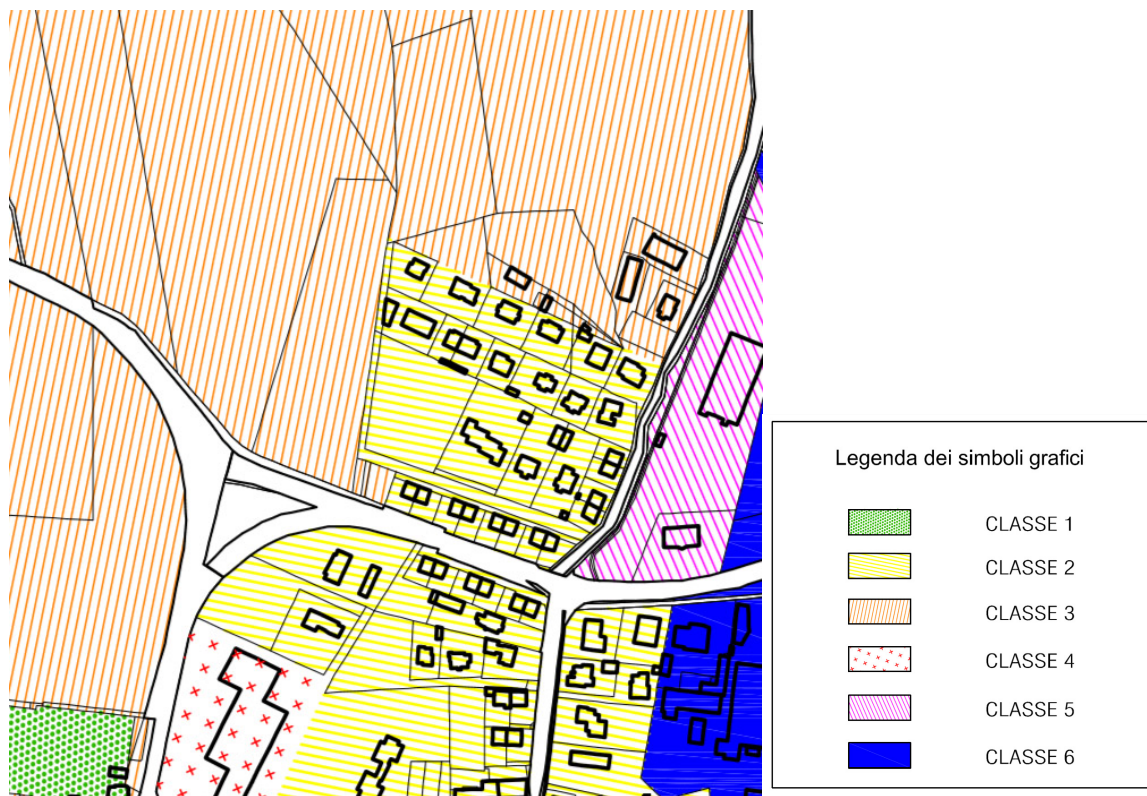 Legenda dei simboli grafici
CLASSE 1
CLASSE 2
CLASSE 3
CLASSE 4
CLASSE 5
CLASSE 6